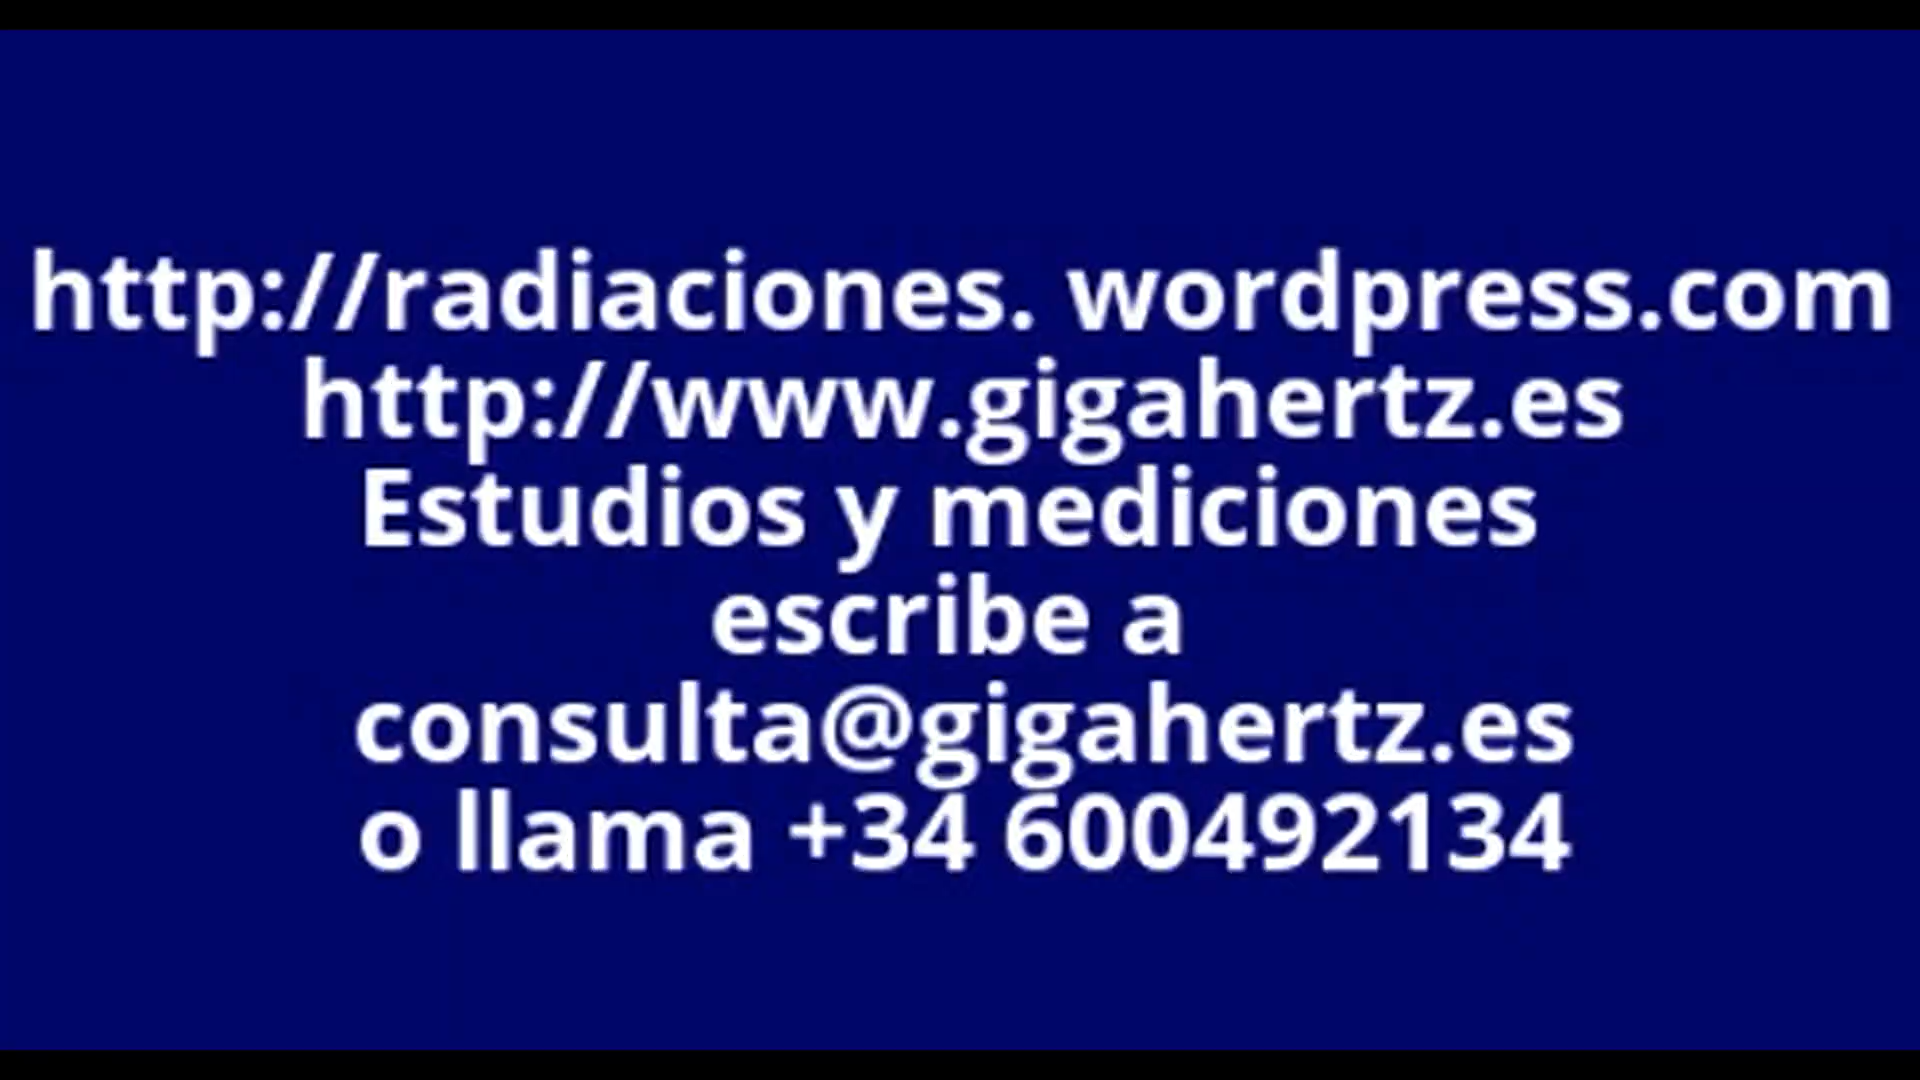 http://radiaciones. wordpress.com
http://www.gigahertz.es
Estudios y mediciones
escribe a
consulta@gigahertz.es
o llama +34 600492134